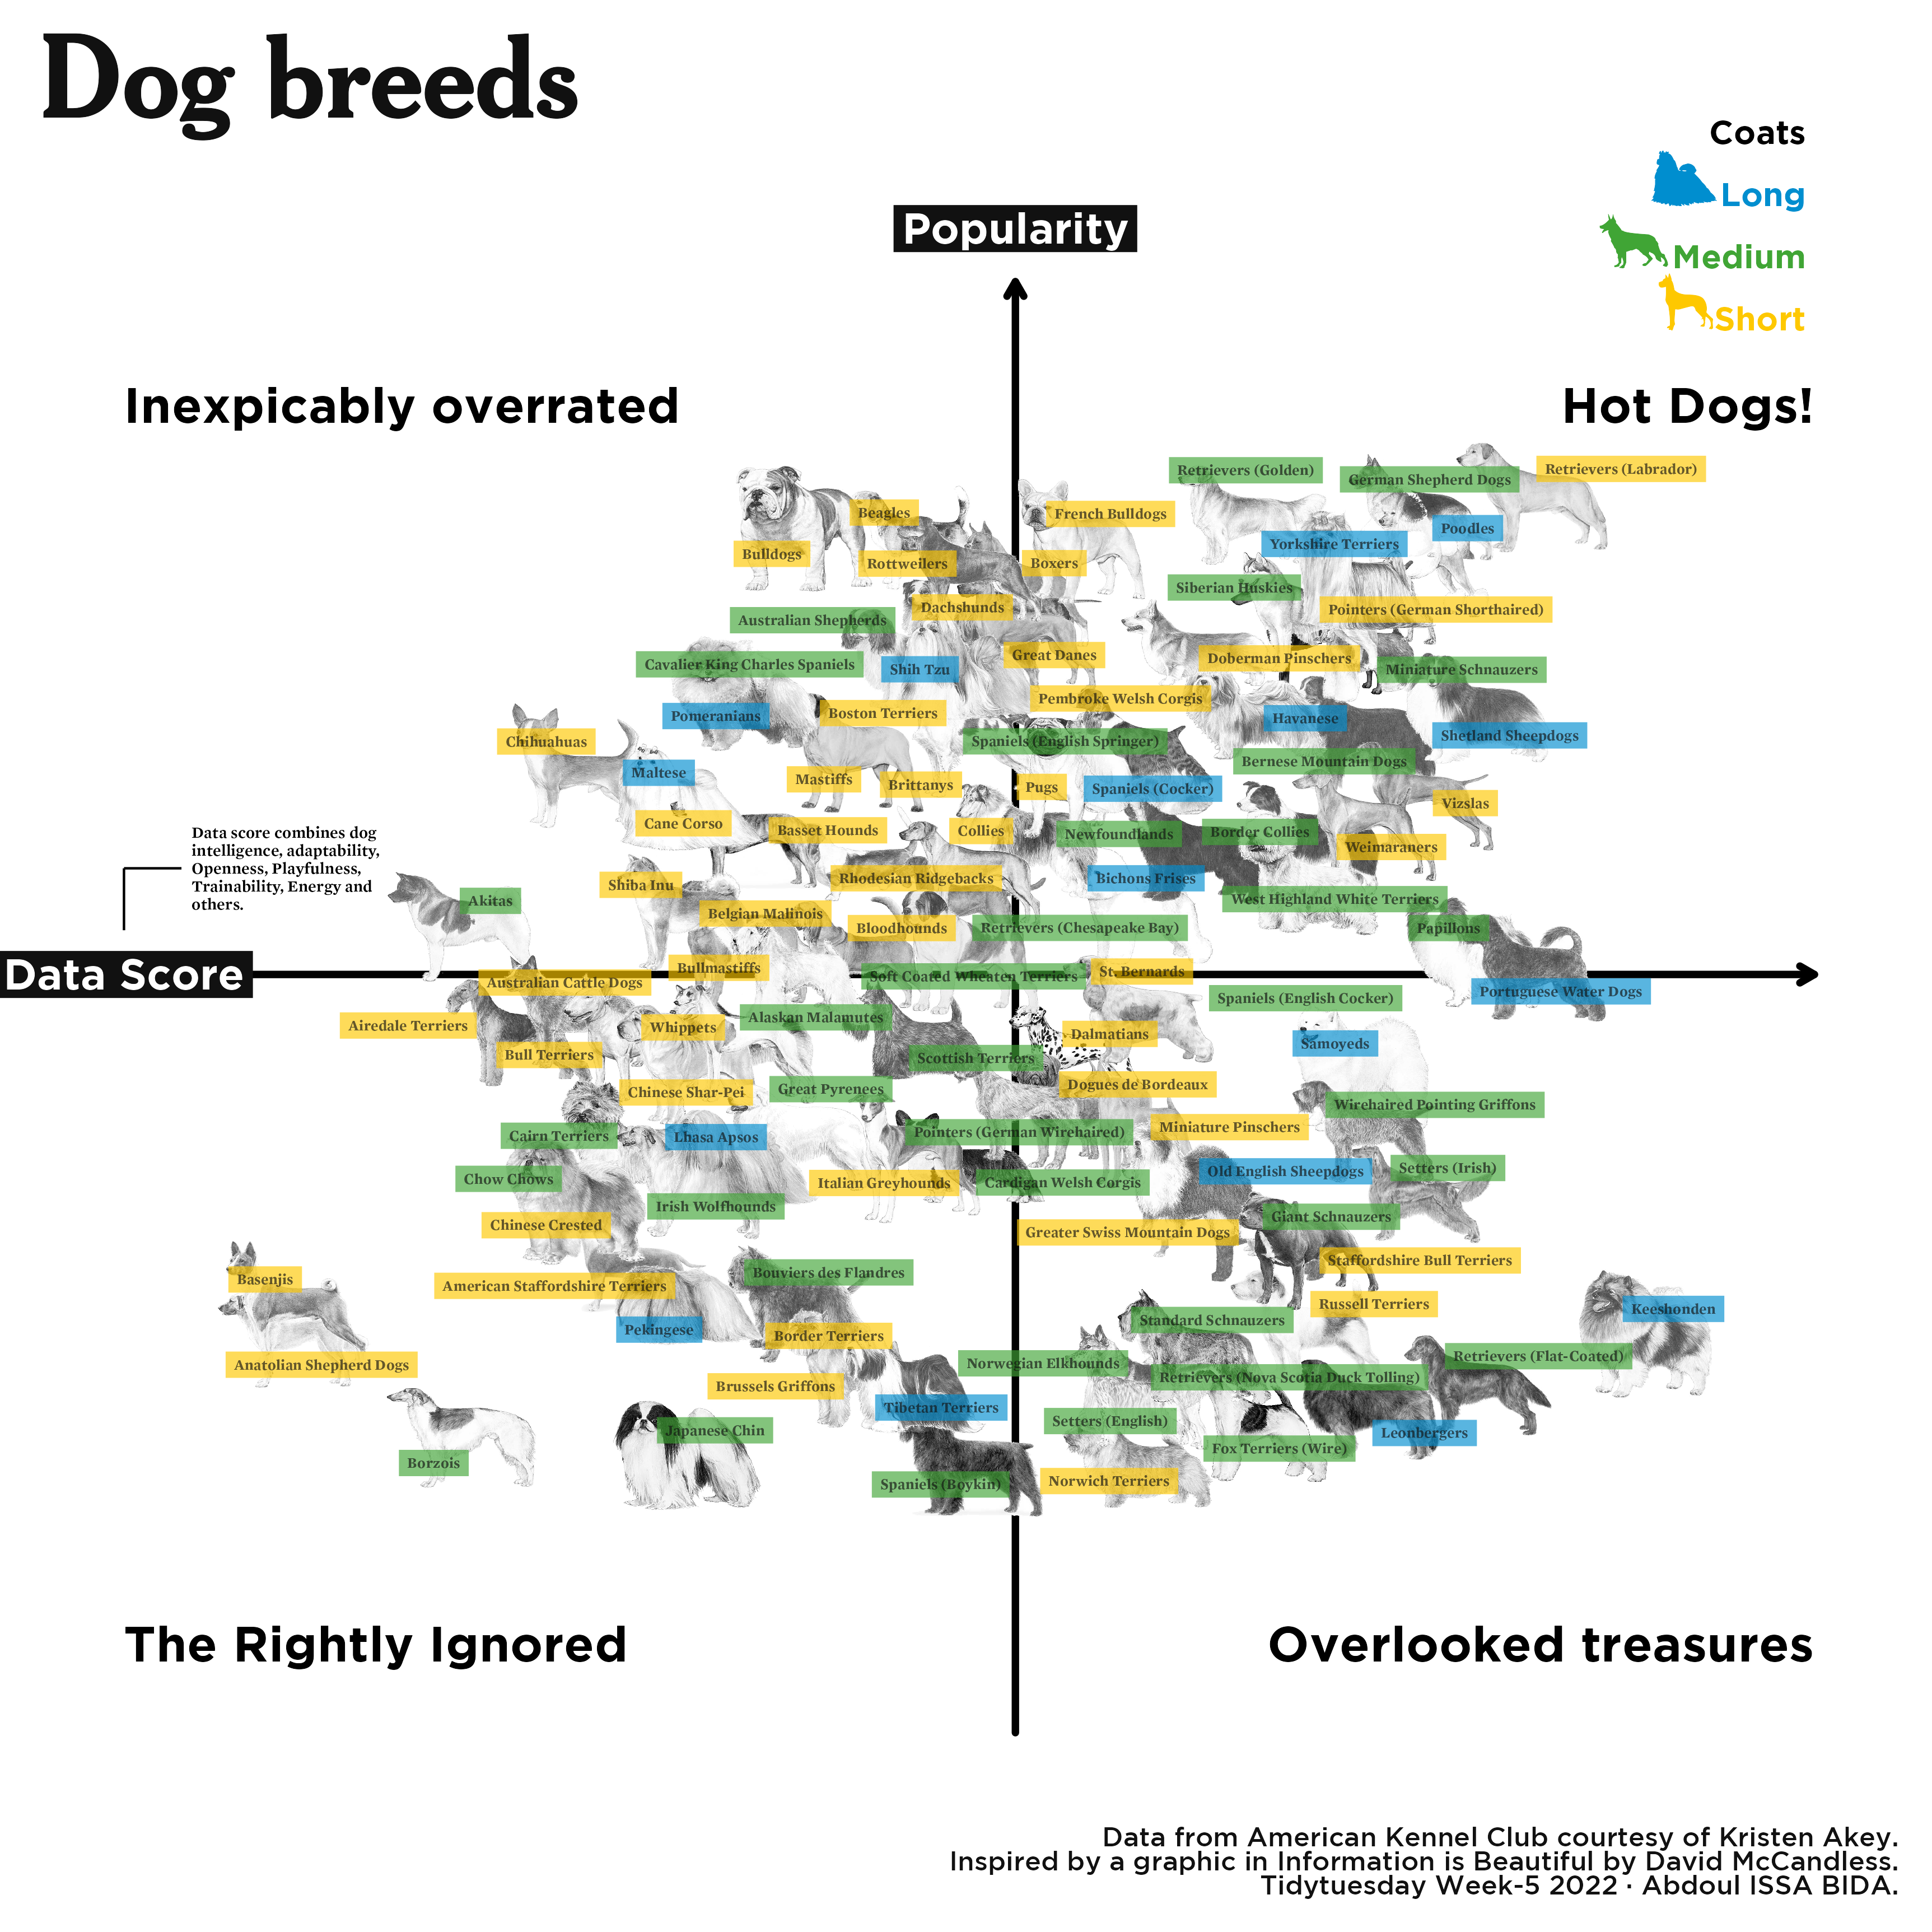 Dog breeds
Coats
Long
Medium
Short
Popularity
Inexpicably overrated
Hot Dogs!
Retrievers (Golden)
German Shepherd Dogs
Retrievers (Labrador)
Beagles
French Bulldogs
Poodles
Yorkshire Terriers
Bulldogs
Rottweilers
Boxers
Siberian Huskies
Dachshunds
Pointers (German Shorthaired)
Australian Shepherds
Great Danes
Doberman Pinschers
Cavalier King Charles Spaniels
Shih Tzu
Miniature Schnauzers
Pembroke Welsh Corgis
Pomeranians
Boston Terriers
Havanese
Shetland Sheepdogs
Chihuahuas
Spaniels (English Springer)
Bernese Mountain Dogs
Maltese
Mastiffs
Brittanys
Pugs
Spaniels (Cocker)
Vizslas
Cane Corso
Basset Hounds
Collies
Newfoundlands
Border Collies
Weimaraners
Data score combines dog
intelligence, adaptability,
Openness, Playfulness,
Trainability, Energy and
others.
Shiba Inu
Rhodesian Ridgebacks
Bichons Frises
Akitas
West Highland White Terriers
Belgian Malinois
Bloodhounds
Retrievers (Chesapeake Bay)
Papillons
Data Score
Bullmastiffs
Soft Coated Wheaten Terriers
St. Bernards
Australian Cattle Dogs
Spaniels (English Cocker)
Portuguese Water Dogs
Airedale Terriers
Whippets
Alaskan Malamutes
Dalmatians
Samoyeds
Bull Terriers
Scottish Terriers
Chinese Shar-Pei
Great Pyrenees
Dogues de Bordeaux
Wirehaired Pointing Griffons
Cairn Terriers
Lhasa Apsos
Pointers (German Wirehaired)
Miniature Pinschers
Chow Chows
Italian Greyhounds
Cardigan Welsh Corgis
Old English Sheepdogs
Setters (Irish)
Irish Wolfhounds
Chinese Crested
Greater Swiss Mountain Dogs
Giant Schnauzers
Basenjis
American Staffordshire Terriers
Bouviers des Flandres
Staffordshire Bull Terriers
Russell Terriers
Keeshonden
Pekingese
Border Terriers
Standard Schnauzers
Anatolian Shepherd Dogs
Norwegian Elkhounds
Retrievers (Flat-Coated)
Retrievers (Nova Scotia Duck Tolling)
Brussels Griffons
Tibetan Terriers
Setters (English)
Leonbergers
Japanese Chin
Fox Terriers (Wire)
Borzois
Spaniels (Boykin)
Norwich Terriers
The Rightly Ignored
Overlooked treasures
Data from American Kennel Club courtesy of Kristen Akey.
Inspired by a graphic in Information is Beautiful by David McCandless.
Tidytuesday Week-5 2022 · Abdoul ISSA BIDA.